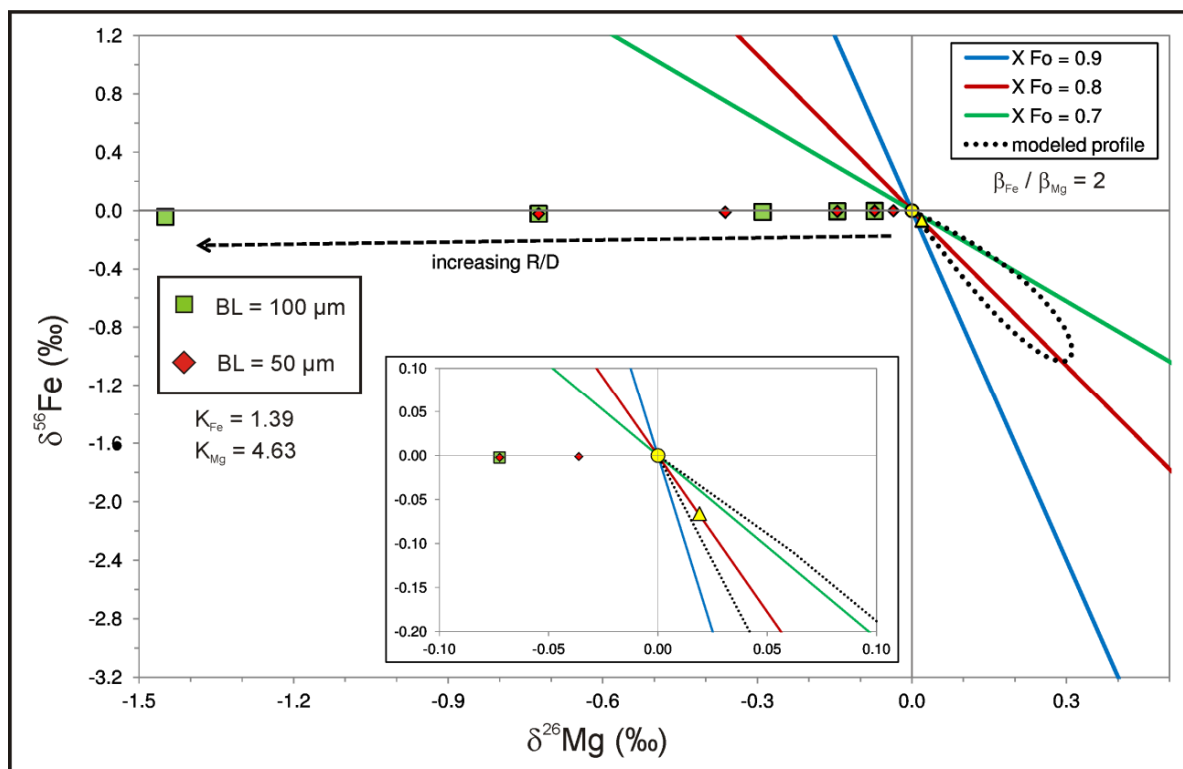 1.2
0.8
0.4
0.0
-0.4
-0.8
-1.2
-1.6
-2.0
-2.4
-2.8
-3.2
δ⁵⁶Fe (‰)
X Fo = 0.9
X Fo = 0.8
X Fo = 0.7
modeled profile
β_Fe / β_Mg = 2
increasing R/D
BL = 100 µm
BL = 50 µm
K_Fe = 1.39
K_Mg = 4.63
0.10
0.05
0.00
-0.05
-0.10
-0.15
-0.20
-0.10 -0.05 0.00 0.05 0.10
-1.5 -1.2 -0.9 -0.6 -0.3 0.0 0.3
δ²⁶Mg (‰)